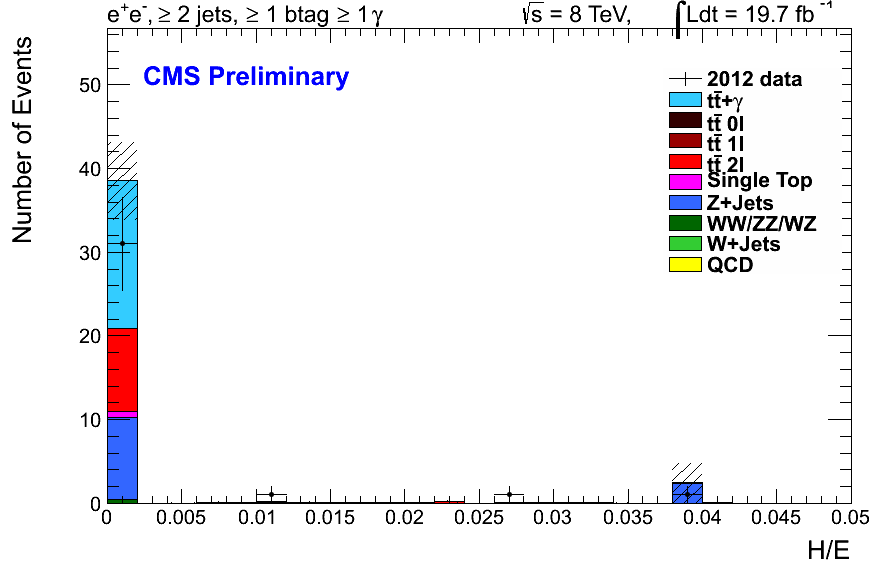 e⁺e⁻, ≥ 2 jets, ≥ 1 btag ≥ 1 γ √s = 8 TeV, ∫Ldt = 19.7 fb⁻¹
Number of Events
CMS Preliminary
2012 data
tt̄+γ
tt̄ 0l
tt̄ 1l
tt̄ 2l
Single Top
Z+Jets
WW/ZZ/WZ
W+Jets
QCD
50
40
30
20
10
0
0 0.005 0.01 0.015 0.02 0.025 0.03 0.035 0.04 0.045 0.05
H/E